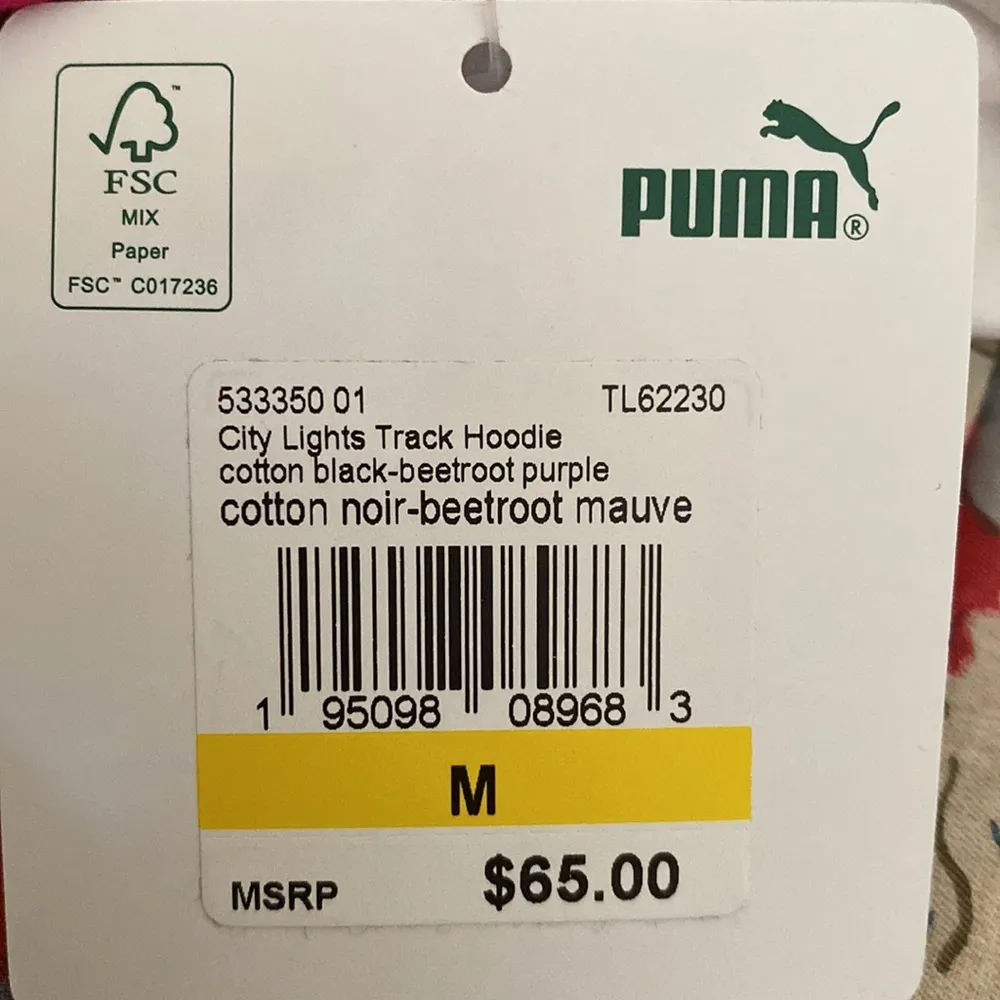 FSC™
MIX
Paper
FSC™ C017236
PUMA®
533350 01 TL62230
City Lights Track Hoodie
cotton black-beetroot purple
cotton noir-beetroot mauve
1 95098 08968 3
M
MSRP $65.00